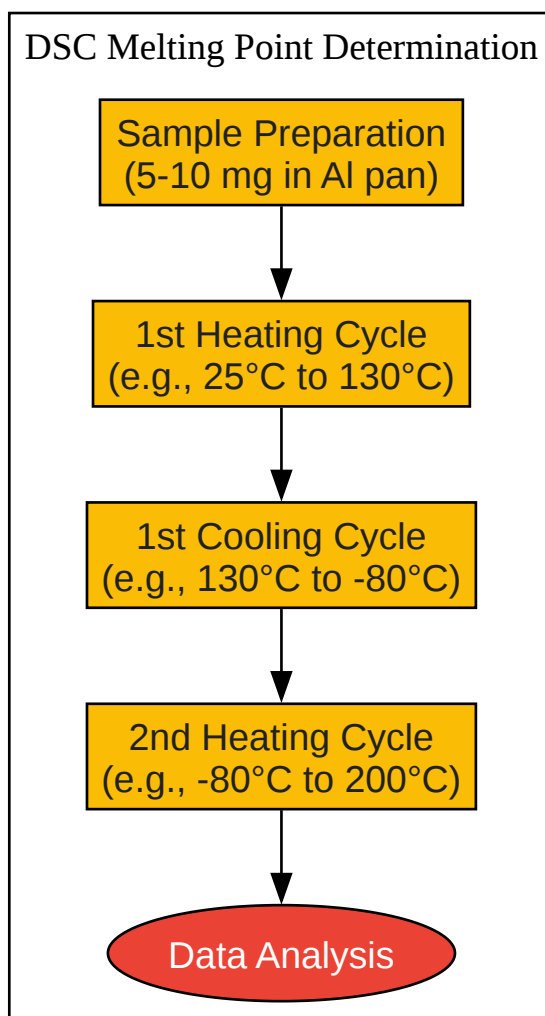 DSC Melting Point Determination
Sample Preparation
(5-10 mg in Al pan)
1st Heating Cycle
(e.g., 25°C to 130°C)
1st Cooling Cycle
(e.g., 130°C to -80°C)
2nd Heating Cycle
(e.g., -80°C to 200°C)
Data Analysis